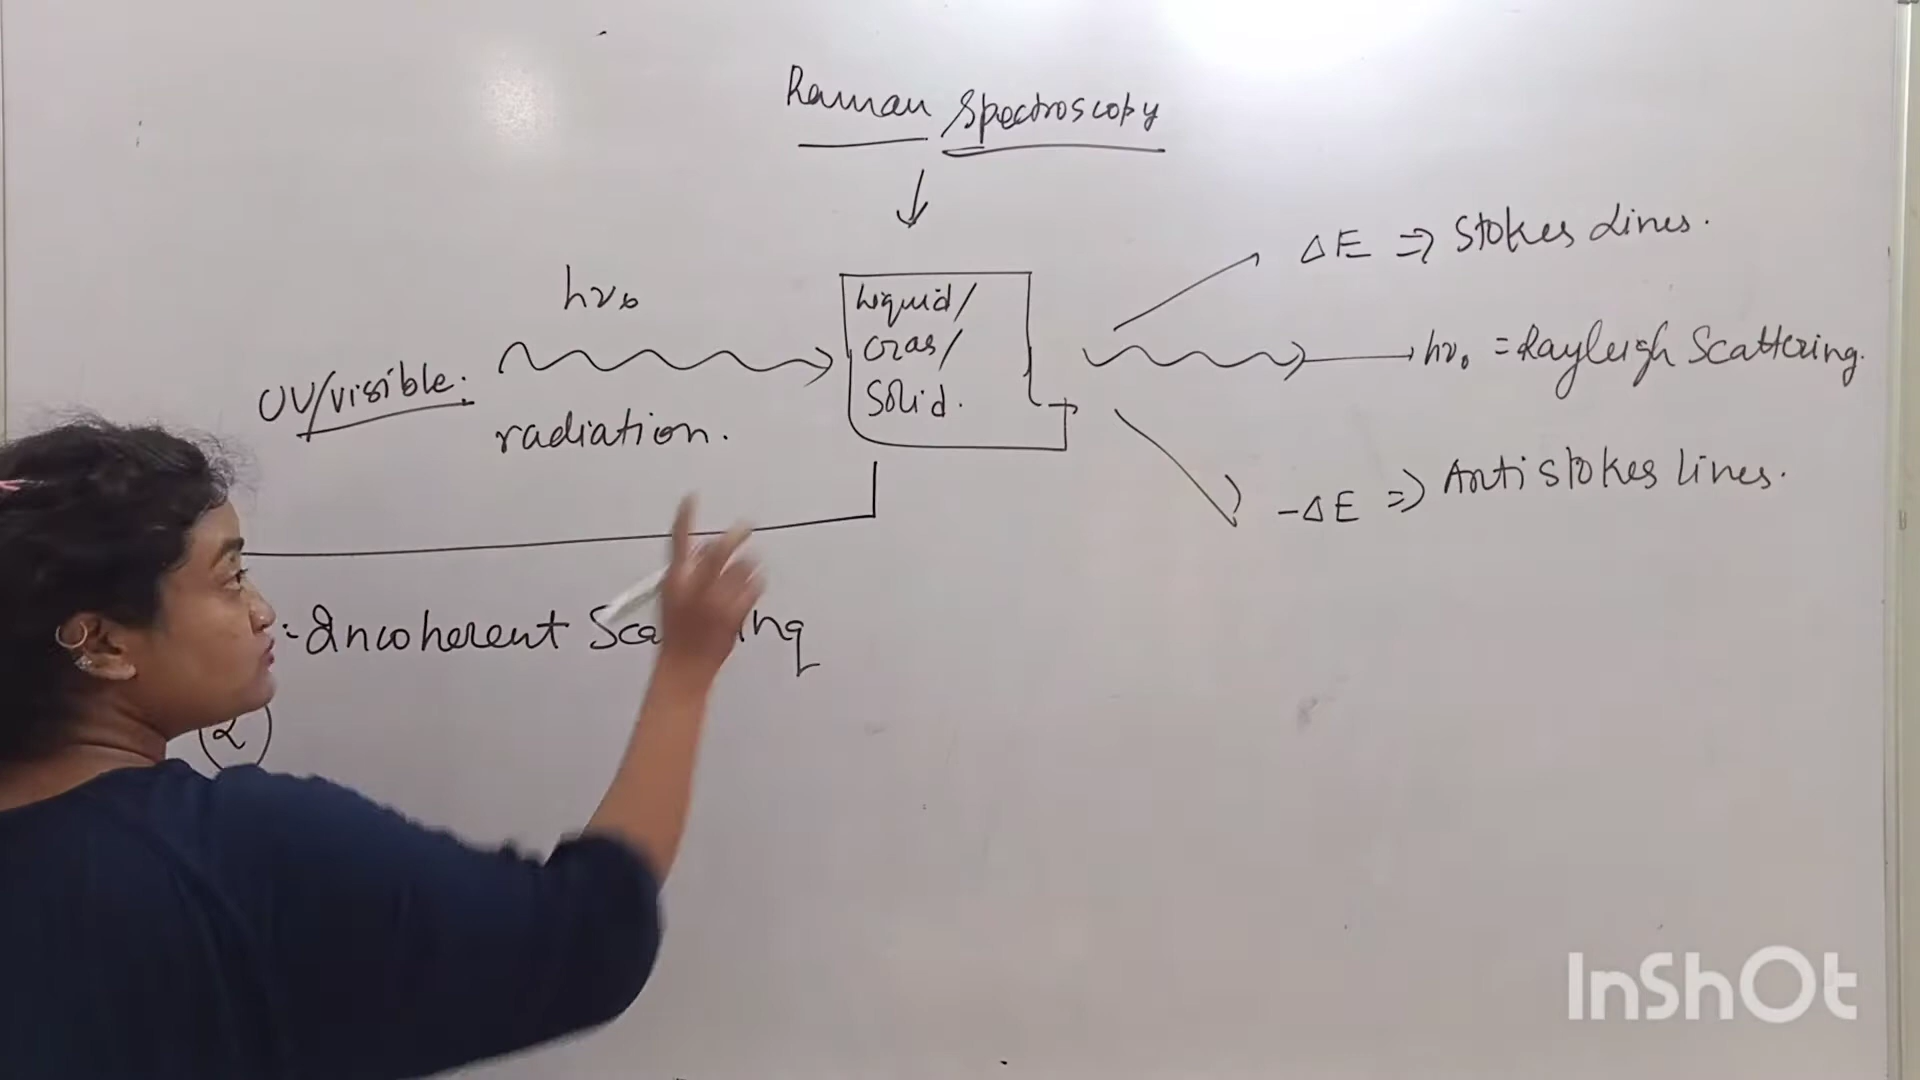 Raman Spectroscopy
↓
ΔE ⇒ Stokes Lines.
hν₀
Liquid/
Gas/
Solid.
hν₀ = Rayleigh Scattering.
UV/visible:
radiation.
-ΔE ⇒ Antistokes lines.
:-Incoherent
2
InShOt